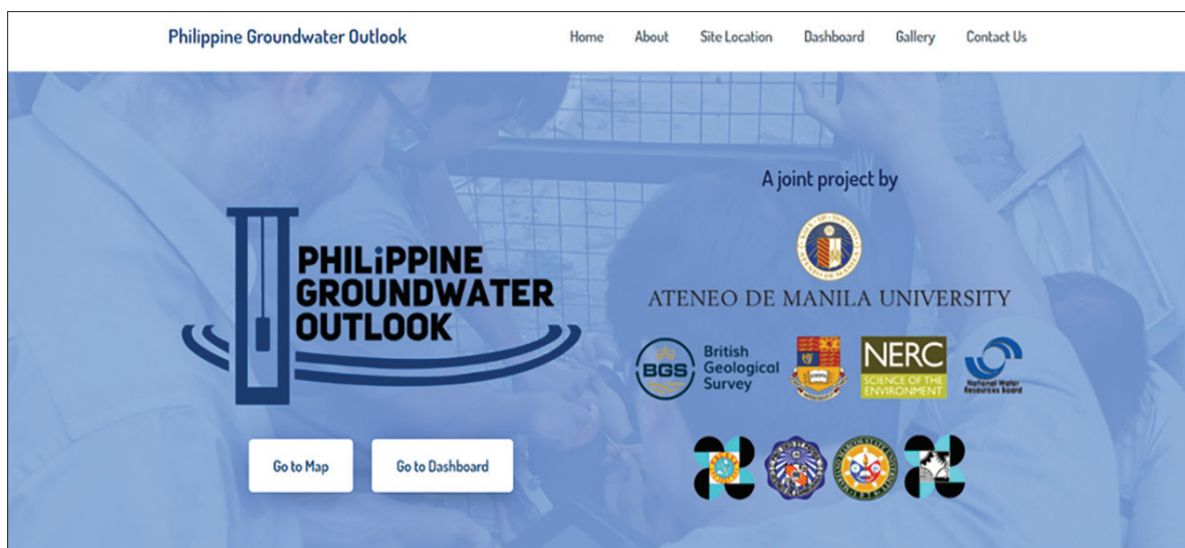 Philippine Groundwater Outlook
Home About Site Location Dashboard Gallery Contact Us
PHILiPPINE
GROUNDWATER
OUTLOOK
Go to Map Go to Dashboard
A joint project by
ATENEO DE MANILA UNIVERSITY
BGS
British
Geological
Survey
NERC
SCIENCE OF THE
ENVIRONMENT
National Water
Resources Board